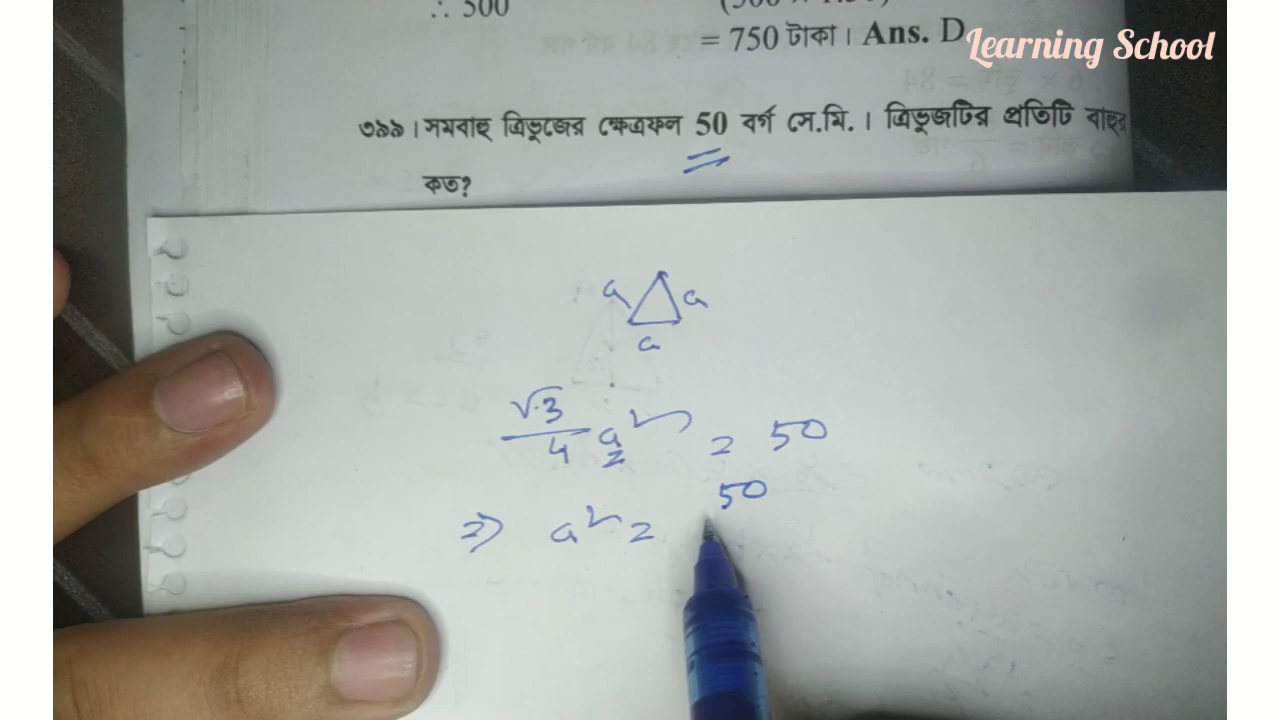 ∴ 500
= 750 টাকা। Ans. D
Learning School
৩৯৯। সমবাহু ত্রিভুজের ক্ষেত্রফল 50 বর্গ সে.মি.। ত্রিভুজটির প্রতিটি বাহুর
কত?
a a
a
√3/4 a² = 50
⇒ a² = 50